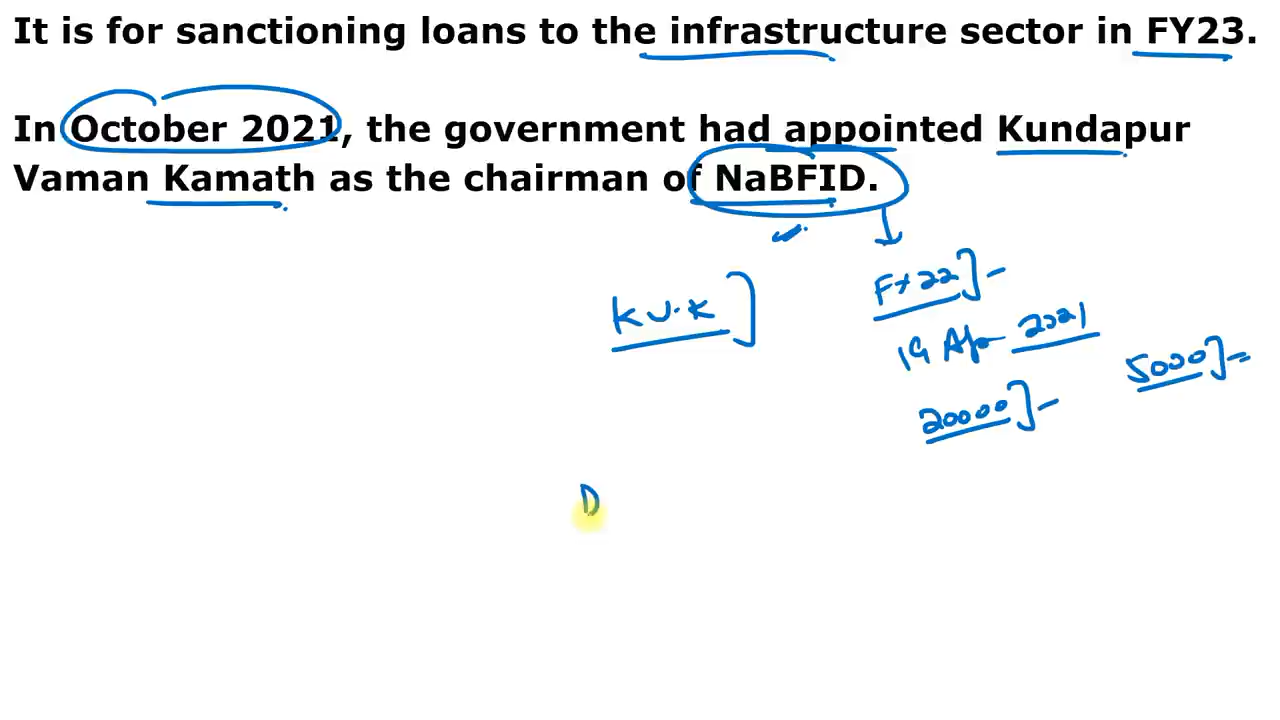 It is for sanctioning loans to the infrastructure sector in FY23.
In October 2021, the government had appointed Kundapur
Vaman Kamath as the chairman of NaBFID.
K V.K
FY22
19 Apr 2021
5000
20000
D